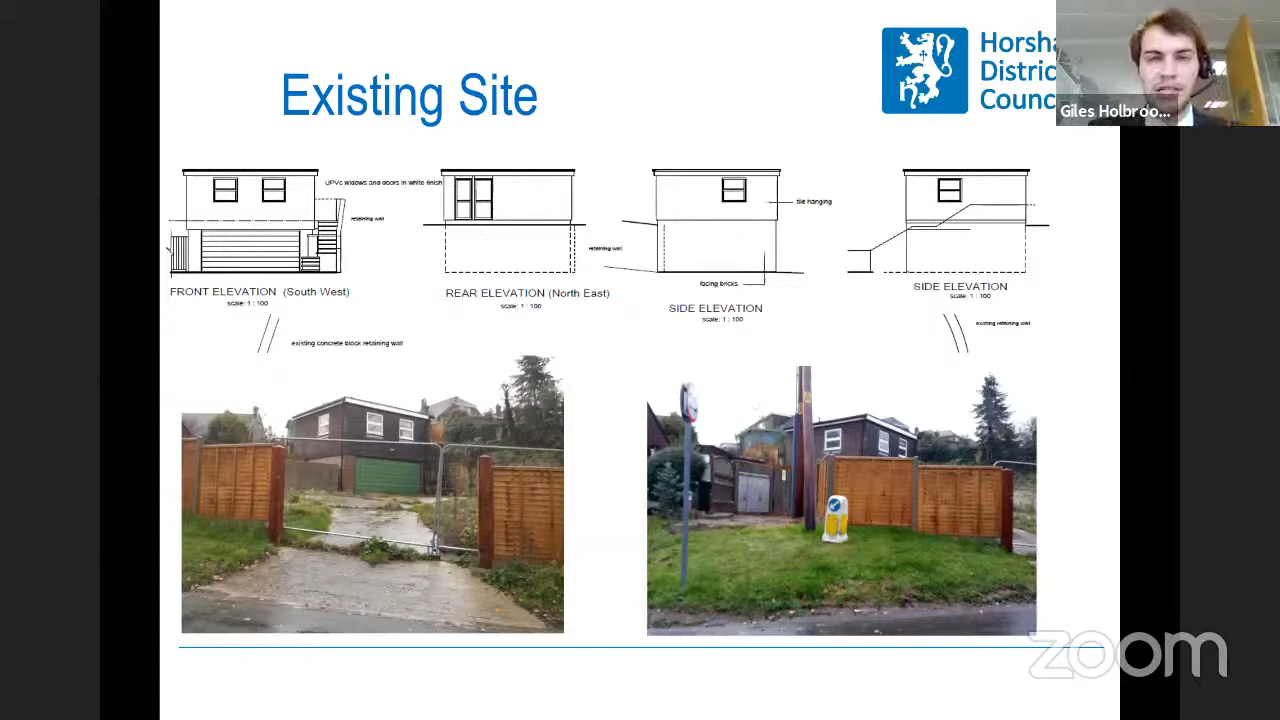 Existing Site
Horsha
Distric
Counc
Giles Holbroo...
UPVc widows and doors in white finish
retaining wall
tile hanging
retaining wall
facing bricks
FRONT ELEVATION (South West)
scale: 1 : 100
REAR ELEVATION (North East)
scale: 1 : 100
SIDE ELEVATION
scale: 1 : 100
SIDE ELEVATION
scale: 1 : 100
existing concrete block retaining wall
existing retaining wall
zoom